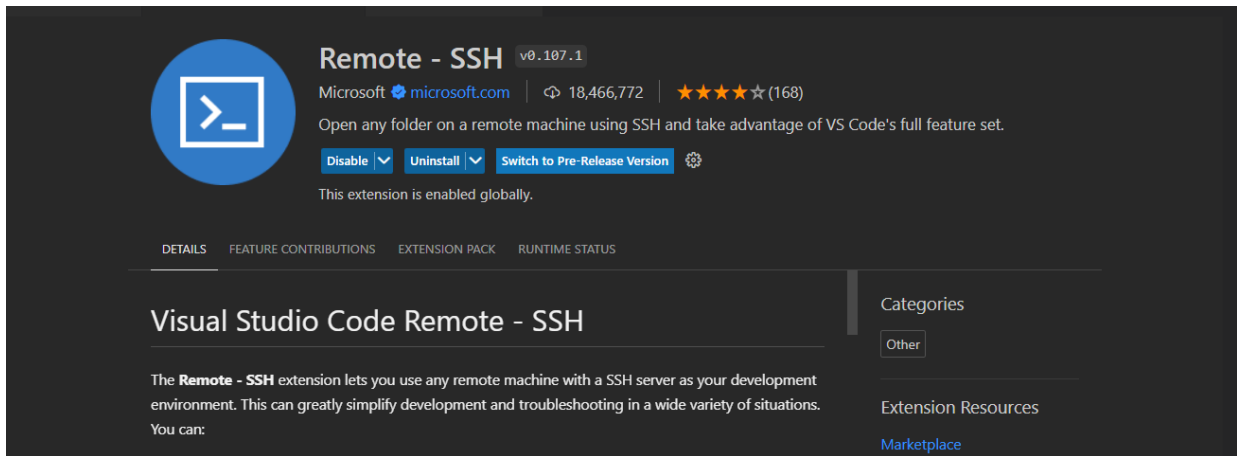 Remote - SSH v0.107.1
Microsoft microsoft.com 18,466,772 (168)
Open any folder on a remote machine using SSH and take advantage of VS Code's full feature set.
Disable Uninstall Switch to Pre-Release Version
This extension is enabled globally.
DETAILS FEATURE CONTRIBUTIONS EXTENSION PACK RUNTIME STATUS
Visual Studio Code Remote - SSH
The Remote - SSH extension lets you use any remote machine with a SSH server as your development
environment. This can greatly simplify development and troubleshooting in a wide variety of situations.
You can:
Categories
Other
Extension Resources
Marketplace